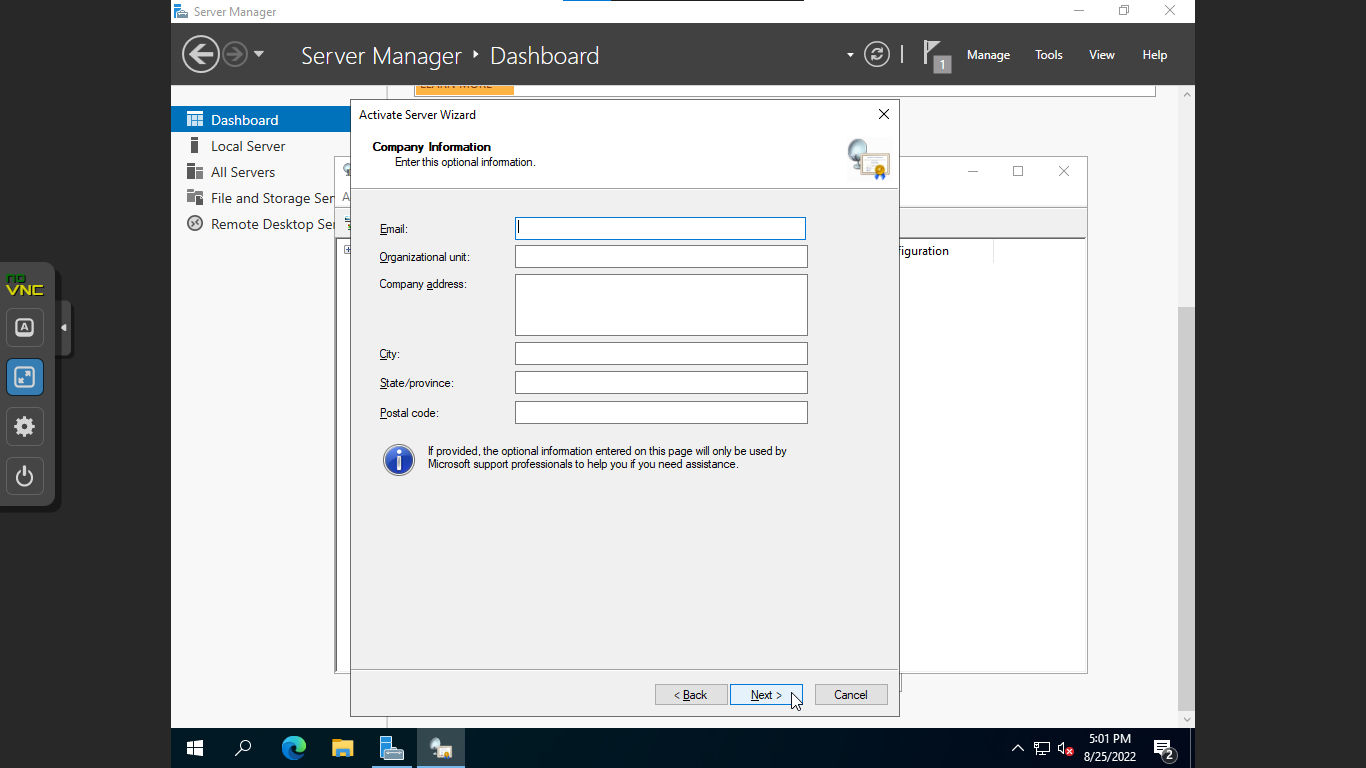 Server Manager
Server Manager ‣ Dashboard
1
Manage
Tools
View
Help
LEARN MORE
Dashboard
Local Server
All Servers
File and Storage Ser
Remote Desktop Ser
Activate Server Wizard
Company Information
Enter this optional information.
A
figuration
Email:
Organizational unit:
Company address:
City:
State/province:
Postal code:
If provided, the optional information entered on this page will only be used by
Microsoft support professionals to help you if you need assistance.
< Back
Next >
Cancel
no
VNC
A
5:01 PM
8/25/2022
2